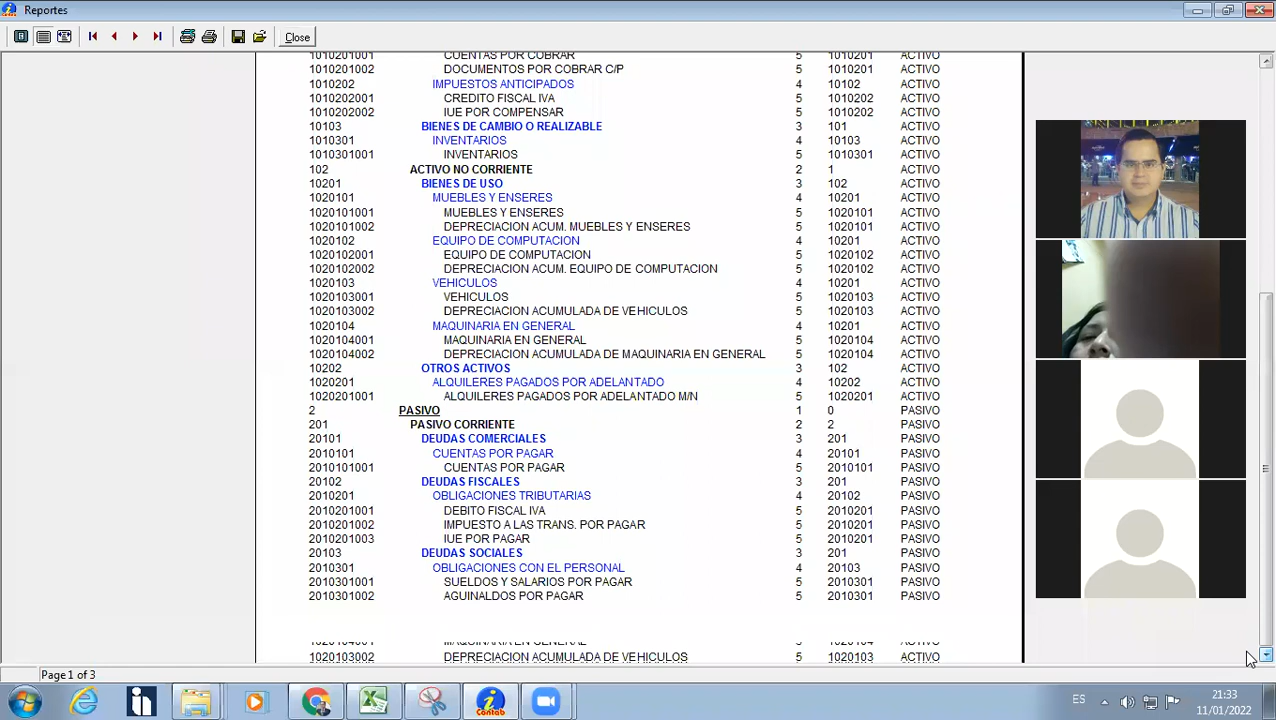 Reportes
Close
1010201001 CUENTAS POR COBRAR 5 1010201 ACTIVO
1010201002 DOCUMENTOS POR COBRAR C/P 5 1010201 ACTIVO
1010202 IMPUESTOS ANTICIPADOS 4 10102 ACTIVO
1010202001 CREDITO FISCAL IVA 5 1010202 ACTIVO
1010202002 IUE POR COMPENSAR 5 1010202 ACTIVO
10103 BIENES DE CAMBIO O REALIZABLE 3 101 ACTIVO
1010301 INVENTARIOS 4 10103 ACTIVO
1010301001 INVENTARIOS 5 1010301 ACTIVO
102 ACTIVO NO CORRIENTE 2 1 ACTIVO
10201 BIENES DE USO 3 102 ACTIVO
1020101 MUEBLES Y ENSERES 4 10201 ACTIVO
1020101001 MUEBLES Y ENSERES 5 1020101 ACTIVO
1020101002 DEPRECIACION ACUM. MUEBLES Y ENSERES 5 1020101 ACTIVO
1020102 EQUIPO DE COMPUTACION 4 10201 ACTIVO
1020102001 EQUIPO DE COMPUTACION 5 1020102 ACTIVO
1020102002 DEPRECIACION ACUM. EQUIPO DE COMPUTACION 5 1020102 ACTIVO
1020103 VEHICULOS 4 10201 ACTIVO
1020103001 VEHICULOS 5 1020103 ACTIVO
1020103002 DEPRECIACION ACUMULADA DE VEHICULOS 5 1020103 ACTIVO
1020104 MAQUINARIA EN GENERAL 4 10201 ACTIVO
1020104001 MAQUINARIA EN GENERAL 5 1020104 ACTIVO
1020104002 DEPRECIACION ACUMULADA DE MAQUINARIA EN GENERAL 5 1020104 ACTIVO
10202 OTROS ACTIVOS 3 102 ACTIVO
1020201 ALQUILERES PAGADOS POR ADELANTADO 4 10202 ACTIVO
1020201001 ALQUILERES PAGADOS POR ADELANTADO M/N 5 1020201 ACTIVO
2 PASIVO 1 0 PASIVO
201 PASIVO CORRIENTE 2 2 PASIVO
20101 DEUDAS COMERCIALES 3 201 PASIVO
2010101 CUENTAS POR PAGAR 4 20101 PASIVO
2010101001 CUENTAS POR PAGAR 5 2010101 PASIVO
20102 DEUDAS FISCALES 3 201 PASIVO
2010201 OBLIGACIONES TRIBUTARIAS 4 20102 PASIVO
2010201001 DEBITO FISCAL IVA 5 2010201 PASIVO
2010201002 IMPUESTO A LAS TRANS. POR PAGAR 5 2010201 PASIVO
2010201003 IUE POR PAGAR 5 2010201 PASIVO
20103 DEUDAS SOCIALES 3 201 PASIVO
2010301 OBLIGACIONES CON EL PERSONAL 4 20103 PASIVO
2010301001 SUELDOS Y SALARIOS POR PAGAR 5 2010301 PASIVO
2010301002 AGUINALDOS POR PAGAR 5 2010301 PASIVO
1020104001 MAQUINARIA EN GENERAL 5 1020104 ACTIVO
1020103002 DEPRECIACION ACUMULADA DE VEHICULOS 5 1020103 ACTIVO
Page 1 of 3
Contab
ES
21:33
11/01/2022